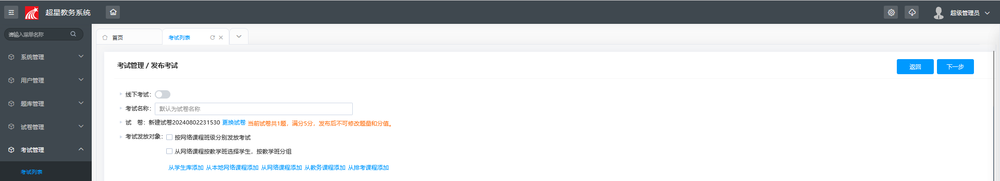 超星教务系统
超级管理员
请输入菜单名称
首页
考试列表
系统管理
用户管理
题库管理
试卷管理
考试管理
考试列表
考试管理 / 发布考试
返回
下一步
线下考试：
考试名称： 默认为试卷名称
试 卷：新建试卷20240802231530 更换试卷 当前试卷共1题，满分5分，发布后不可修改题量和分值。
考试发放对象： 按网络课程班级分别发放考试
从网络课程按教学班选择学生，按教学班分组
从学生库添加 从本地网络课程添加 从网络课程添加 从教务课程添加 从排考课程添加